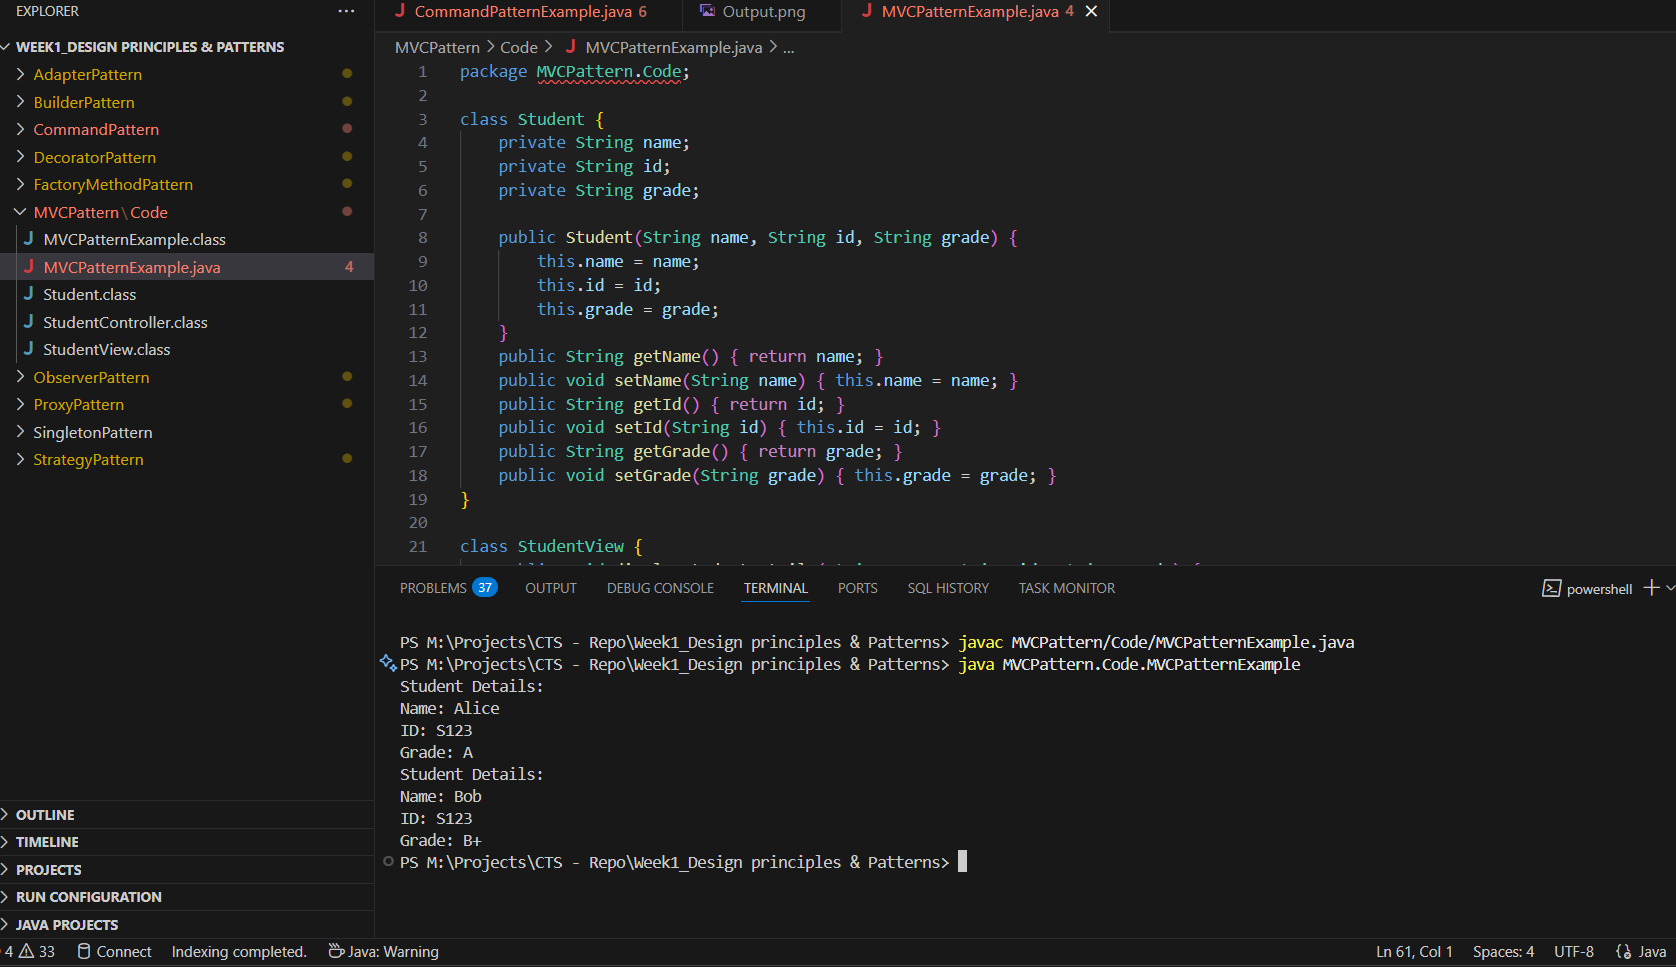 EXPLORER
WEEK1_DESIGN PRINCIPLES & PATTERNS
AdapterPattern
BuilderPattern
CommandPattern
DecoratorPattern
FactoryMethodPattern
MVCPattern\Code
MVCPatternExample.class
MVCPatternExample.java 4
Student.class
StudentController.class
StudentView.class
ObserverPattern
ProxyPattern
SingletonPattern
StrategyPattern
OUTLINE
TIMELINE
PROJECTS
RUN CONFIGURATION
JAVA PROJECTS
CommandPatternExample.java 6
Output.png
MVCPatternExample.java 4
MVCPattern > Code > MVCPatternExample.java > ...
1 package MVCPattern.Code;
2
3 class Student {
4 private String name;
5 private String id;
6 private String grade;
7
8 public Student(String name, String id, String grade) {
9 this.name = name;
10 this.id = id;
11 this.grade = grade;
12 }
13 public String getName() { return name; }
14 public void setName(String name) { this.name = name; }
15 public String getId() { return id; }
16 public void setId(String id) { this.id = id; }
17 public String getGrade() { return grade; }
18 public void setGrade(String grade) { this.grade = grade; }
19 }
20
21 class StudentView {
PROBLEMS 37 OUTPUT DEBUG CONSOLE TERMINAL PORTS SQL HISTORY TASK MONITOR
powershell
PS M:\Projects\CTS - Repo\Week1_Design principles & Patterns> javac MVCPattern/Code/MVCPatternExample.java
PS M:\Projects\CTS - Repo\Week1_Design principles & Patterns> java MVCPattern.Code.MVCPatternExample
Student Details:
Name: Alice
ID: S123
Grade: A
Student Details:
Name: Bob
ID: S123
Grade: B+
PS M:\Projects\CTS - Repo\Week1_Design principles & Patterns>
4 33 Connect Indexing completed. Java: Warning Ln 61, Col 1 Spaces: 4 UTF-8 Java